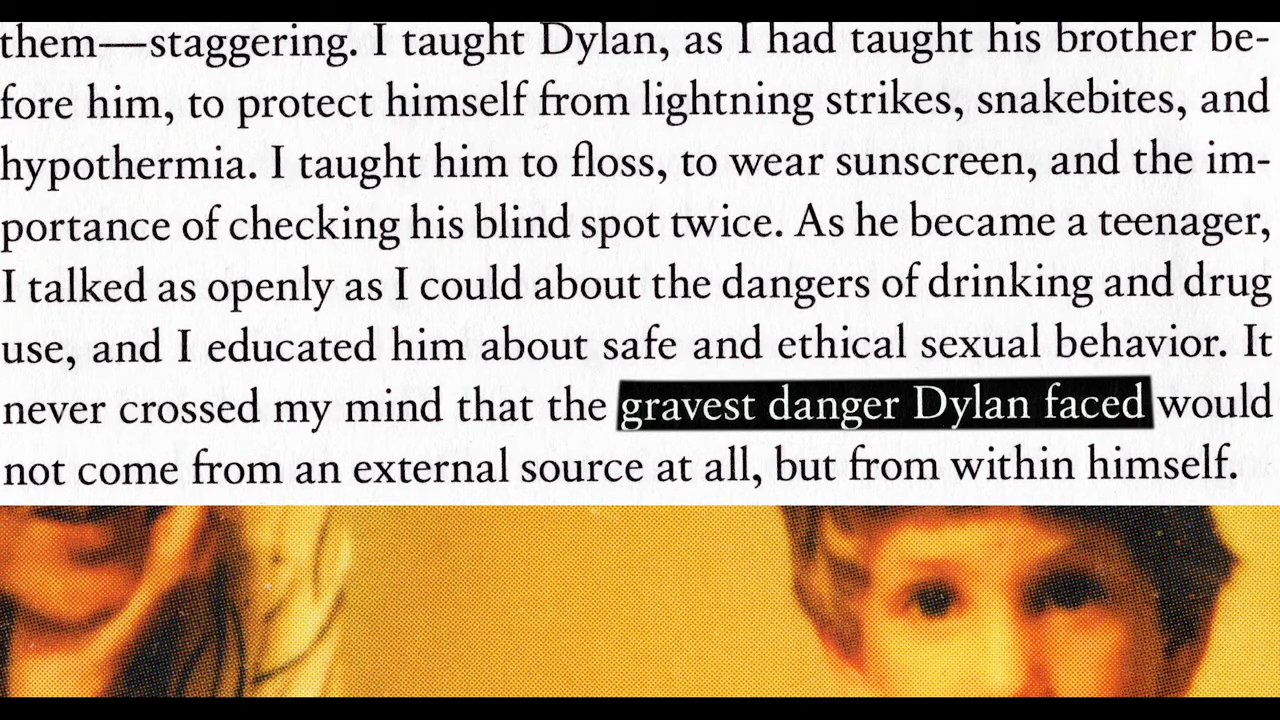 them—staggering. I taught Dylan, as I had taught his brother be-
fore him, to protect himself from lightning strikes, snakebites, and
hypothermia. I taught him to floss, to wear sunscreen, and the im-
portance of checking his blind spot twice. As he became a teenager,
I talked as openly as I could about the dangers of drinking and drug
use, and I educated him about safe and ethical sexual behavior. It
never crossed my mind that the gravest danger Dylan faced would
not come from an external source at all, but from within himself.